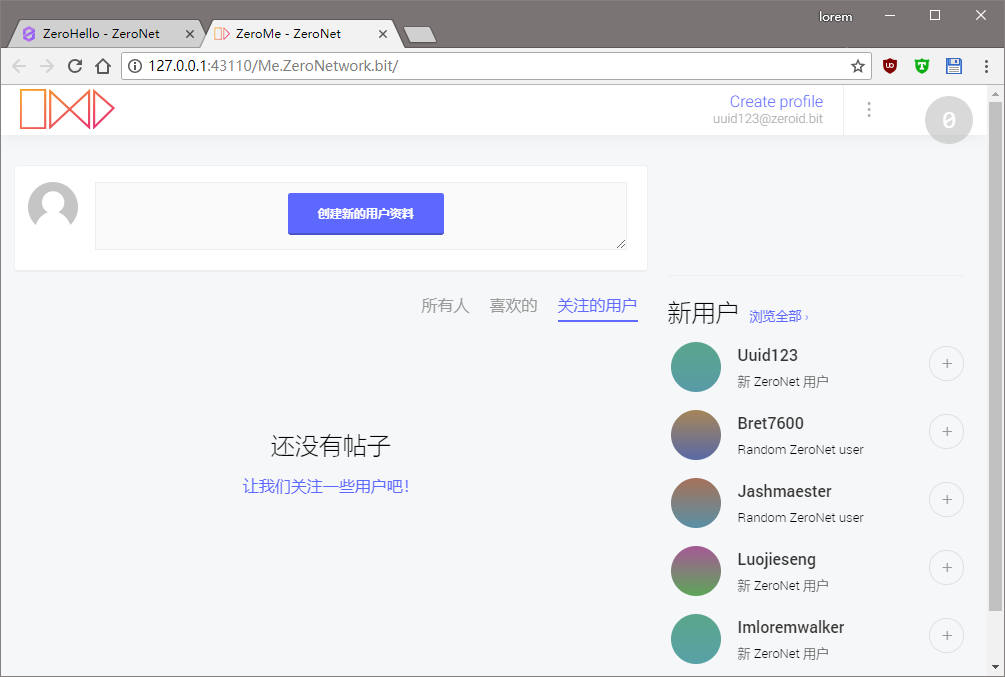 lorem
ZeroHello - ZeroNet
ZeroMe - ZeroNet
127.0.0.1:43110/Me.ZeroNetwork.bit/
Create profile
uuid123@zeroid.bit
0
创建新的用户资料
所有人 喜欢的 关注的用户
还没有帖子
让我们关注一些用户吧!
新用户 浏览全部 ›
Uuid123
新 ZeroNet 用户
Bret7600
Random ZeroNet user
Jashmaester
Random ZeroNet user
Luojieseng
新 ZeroNet 用户
Imloremwalker
新 ZeroNet 用户